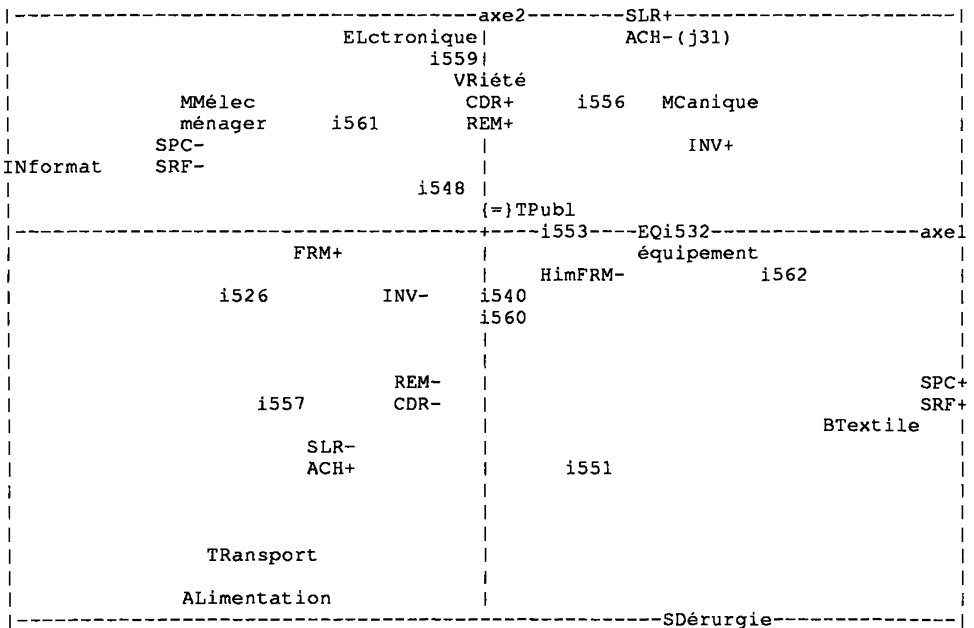 |-----------------------------axe2--------SLR+-------------------|
ELctronique| ACH-(j31)
i559|
VRiété
MMélec CDR+ i556 MCanique
ménager i561 REM+
SPC- | INV+
INformat SRF-
i548 |
{=}TPubl
|-----------------------------+----i553----EQi532--------------axe1
FRM+ | équipement
HimFRM- i562
i526 INV- i540
i560
REM- | SPC+
i557 CDR- | SRF+
BTextile
SLR-
ACH+ | i551
TRansport
ALimentation
|------------------------------------------SDérurgie------------|